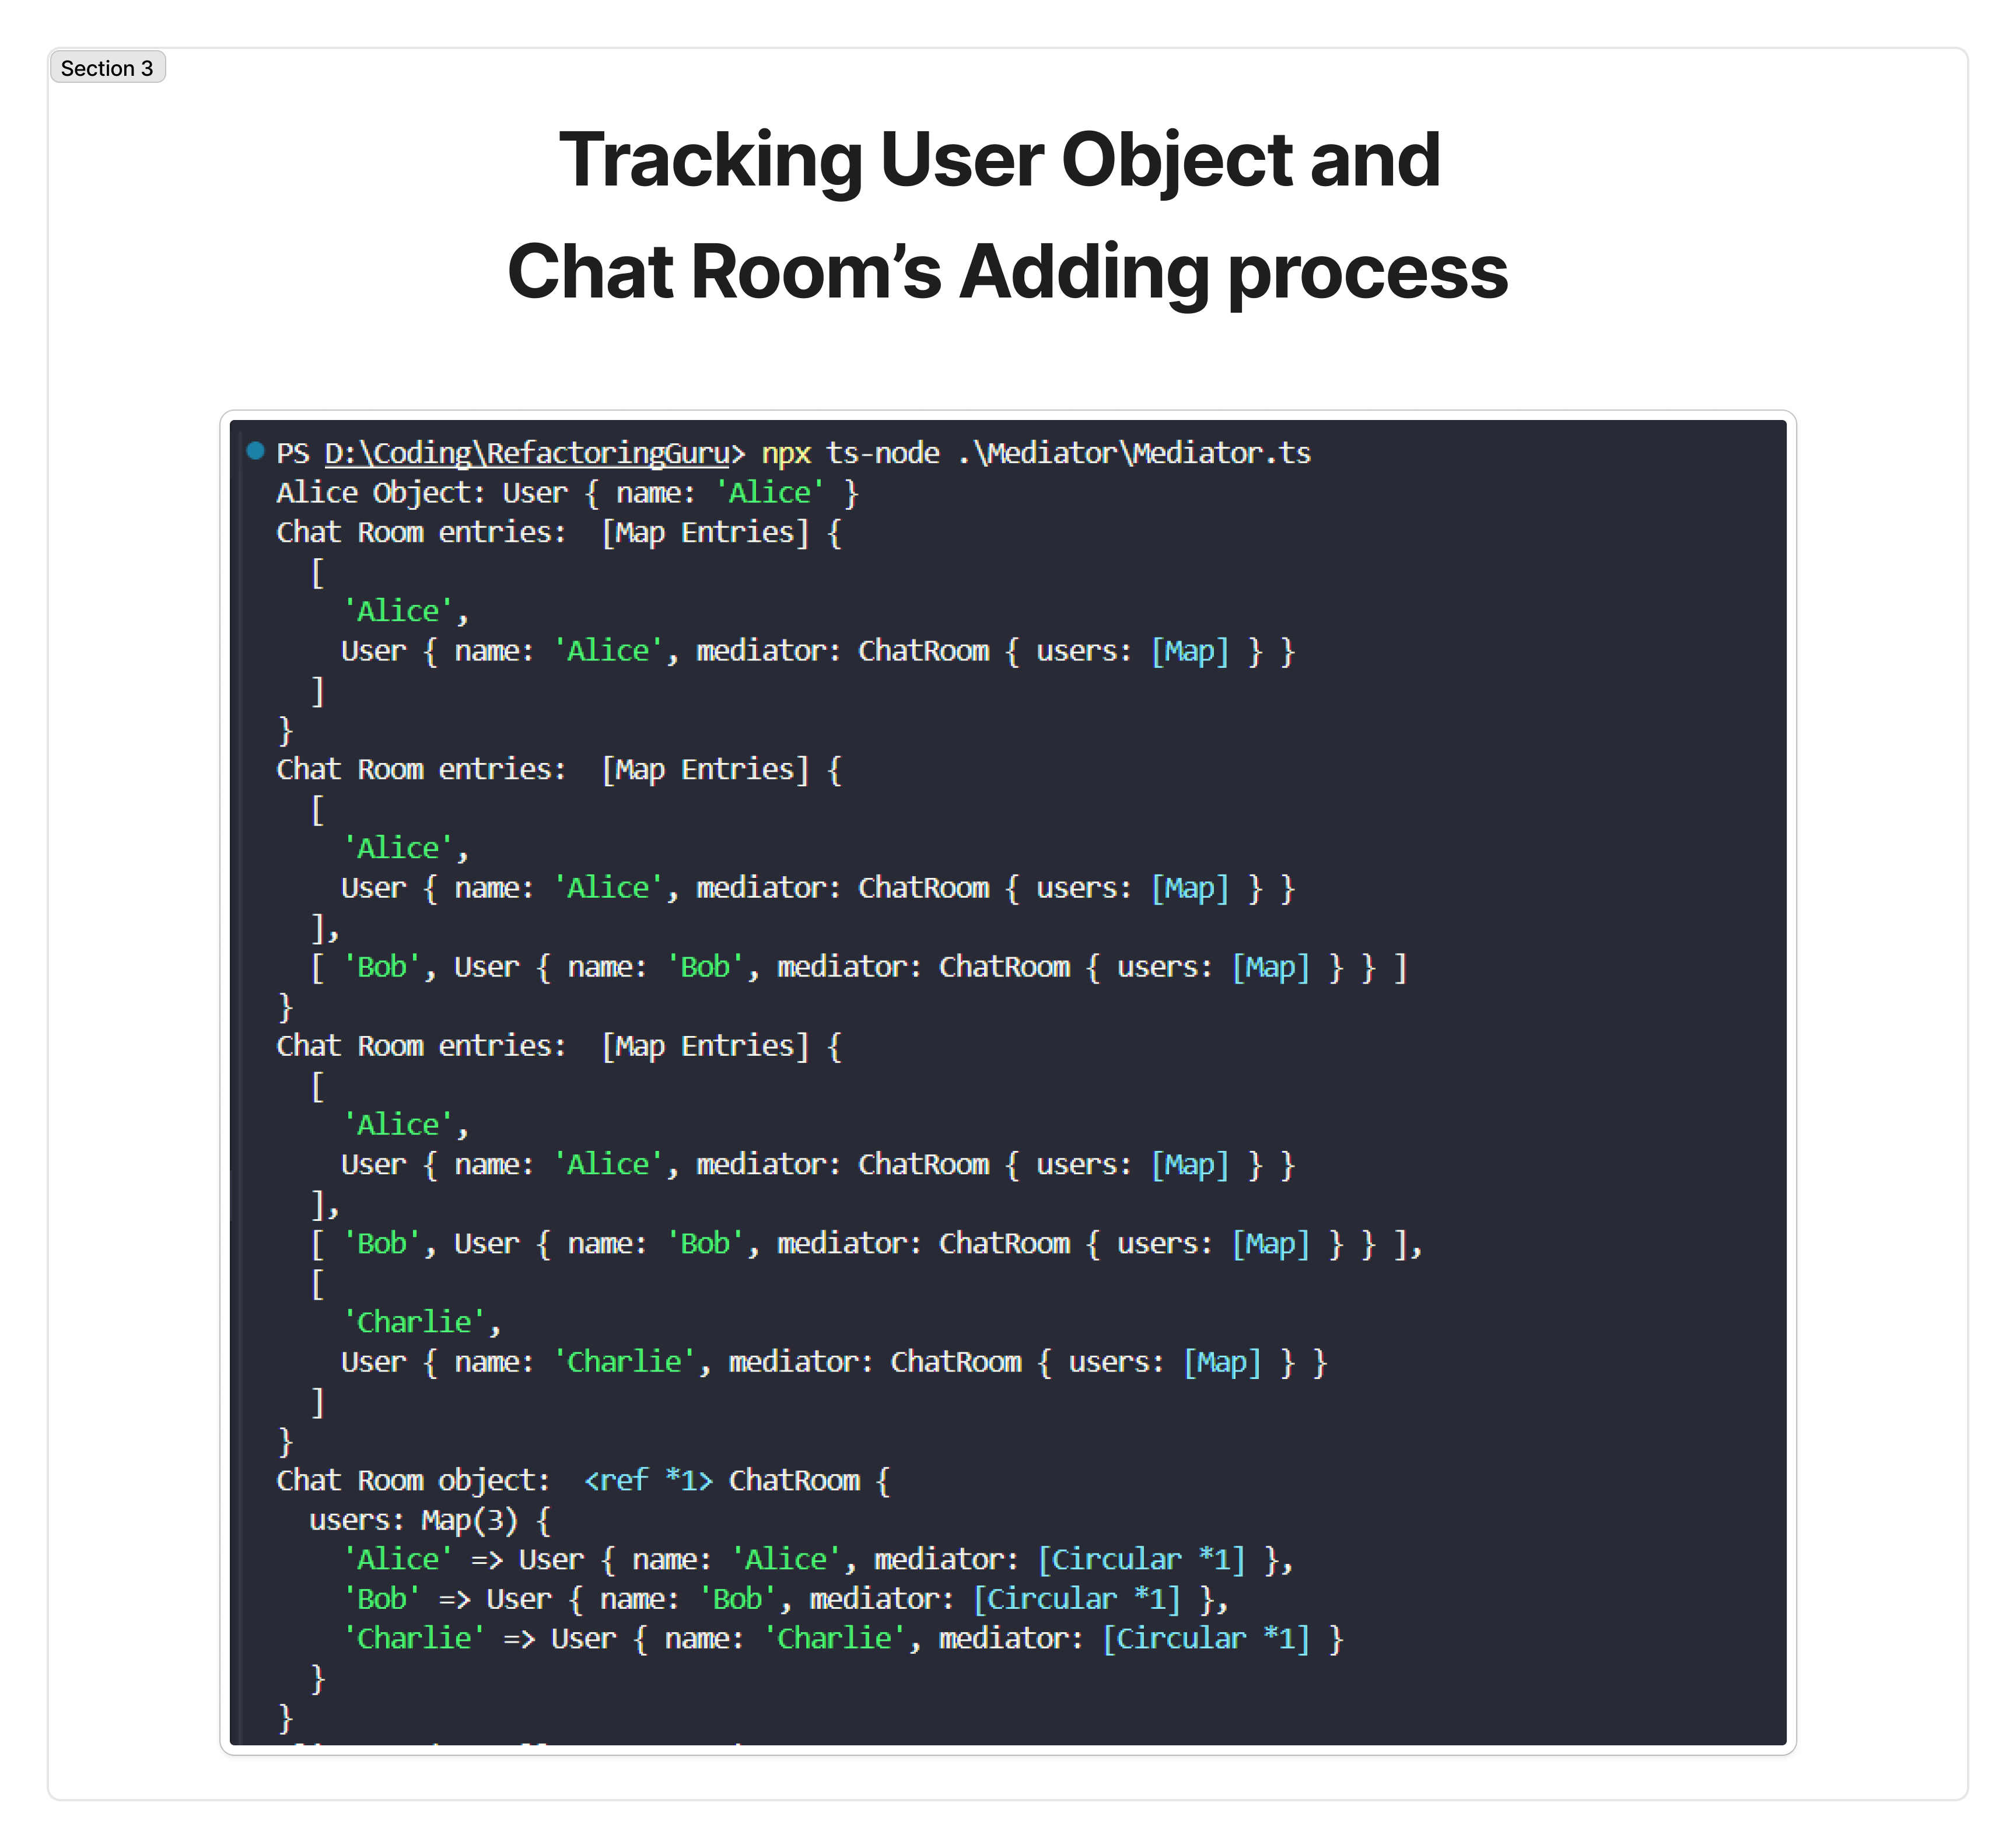 Section 3
Tracking User Object and
Chat Room’s Adding process
PS D:\Coding\RefactoringGuru> npx ts-node .\Mediator\Mediator.ts
Alice Object: User { name: 'Alice' }
Chat Room entries:  [Map Entries] {
  [
    'Alice',
    User { name: 'Alice', mediator: ChatRoom { users: [Map] } }
  ]
}
Chat Room entries:  [Map Entries] {
  [
    'Alice',
    User { name: 'Alice', mediator: ChatRoom { users: [Map] } }
  ],
  [ 'Bob', User { name: 'Bob', mediator: ChatRoom { users: [Map] } } ]
}
Chat Room entries:  [Map Entries] {
  [
    'Alice',
    User { name: 'Alice', mediator: ChatRoom { users: [Map] } }
  ],
  [ 'Bob', User { name: 'Bob', mediator: ChatRoom { users: [Map] } } ],
  [
    'Charlie',
    User { name: 'Charlie', mediator: ChatRoom { users: [Map] } }
  ]
}
Chat Room object:  <ref *1> ChatRoom {
  users: Map(3) {
    'Alice' => User { name: 'Alice', mediator: [Circular *1] },
    'Bob' => User { name: 'Bob', mediator: [Circular *1] },
    'Charlie' => User { name: 'Charlie', mediator: [Circular *1] }
  }
}